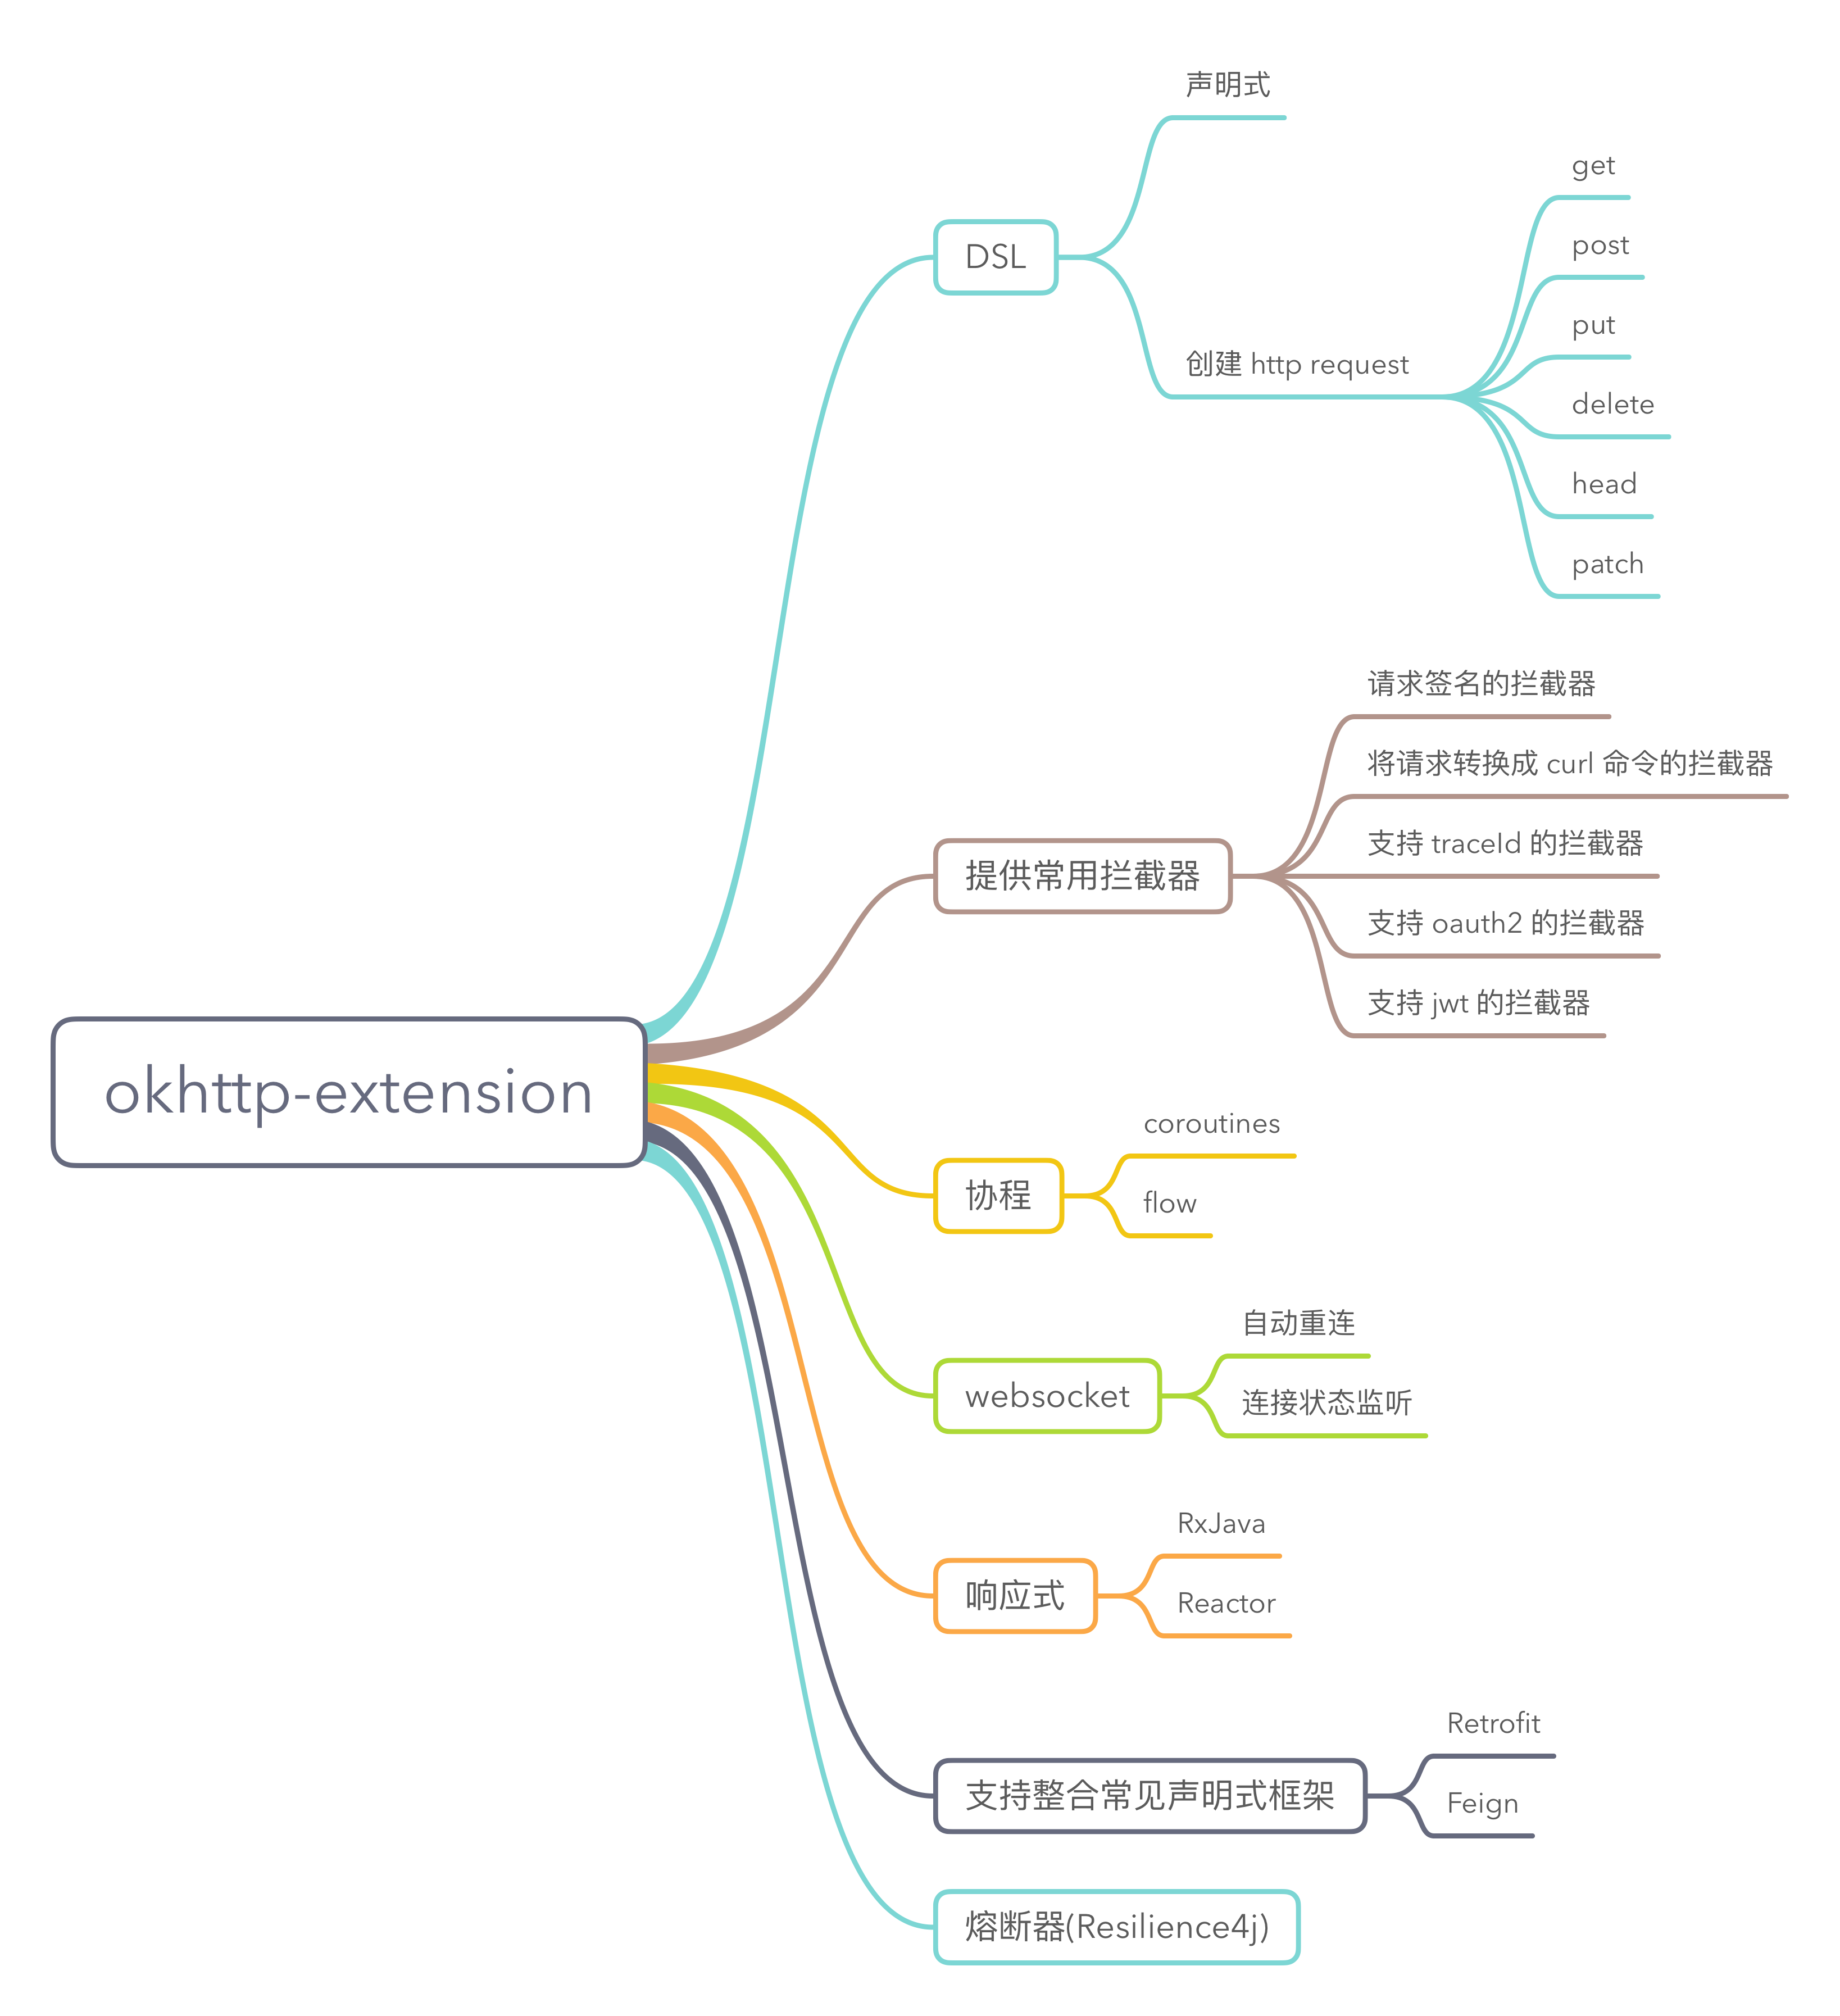 okhttp-extension
DSL
声明式
创建 http request
get
post
put
delete
head
patch
提供常用拦截器
请求签名的拦截器
将请求转换成 curl 命令的拦截器
支持 traceId 的拦截器
支持 oauth2 的拦截器
支持 jwt 的拦截器
协程
coroutines
flow
websocket
自动重连
连接状态监听
响应式
RxJava
Reactor
支持整合常见声明式框架
Retrofit
Feign
熔断器(Resilience4j)